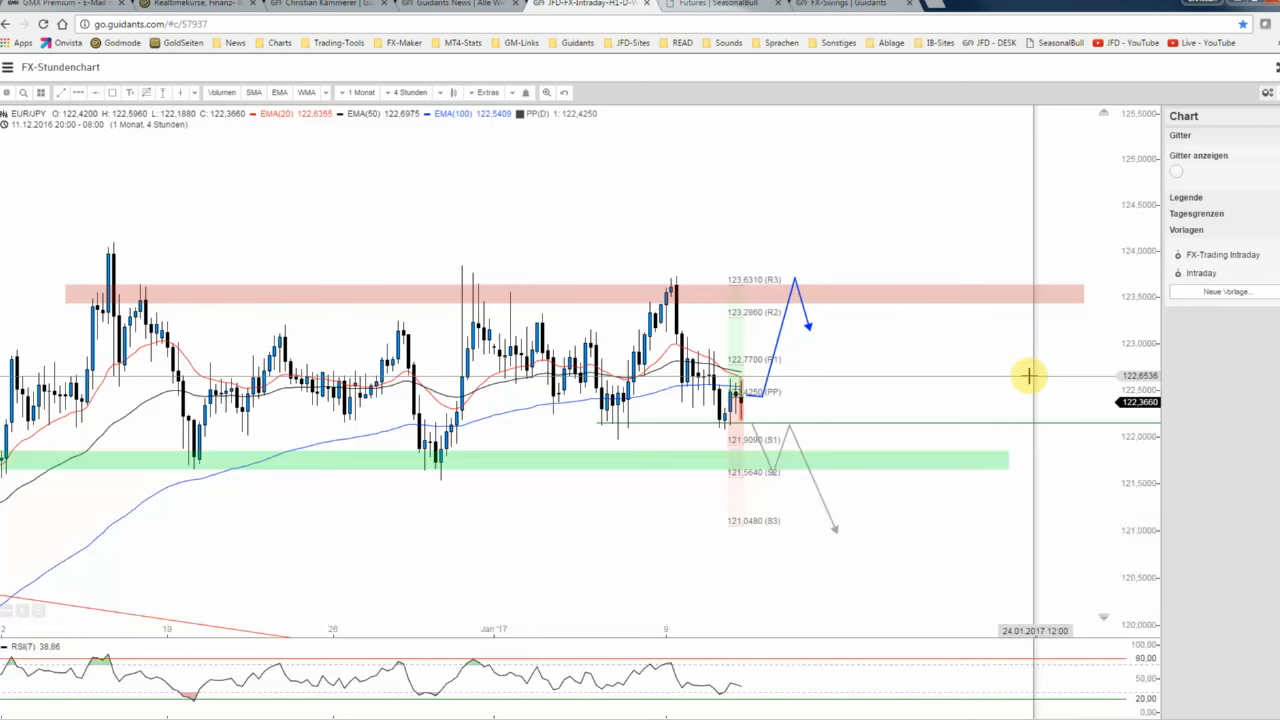 GMX Premium - E-Mail
Realtimekurse, Finanz-
Christian Kämmerer | Gu
Guidants News | Alle W
JFD-FX-Intraday-H1-D-W
Futures | SeasonalBull
FX-Swings | Guidants
go.guidants.com/#c/57937
Apps Onvista Godmode GoldSeiten News Charts Trading-Tools FX-Maker MT4-Stats GM-Links Guidants JFD-Sites READ Sounds Sprachen Sonstiges Ablage IB-Sites JFD - DESK SeasonalBull JFD - YouTube Live - YouTube
FX-Stundenchart
Volumen SMA EMA WMA 1 Monat 4 Stunden Extras
EUR/JPY O: 122,4200 H: 122,5960 L: 122,1880 C: 122,3660 EMA(20) 122,6355 EMA(50) 122,6975 EMA(100) 122,5409 PP(D) 1: 122,4250
11.12.2016 20:00 - 08:00 (1 Monat, 4 Stunden)
125,5000
125,0000
124,5000
124,0000
123,5000
123,0000
122,6536
122,5000
122,3660
122,0000
121,5000
121,0000
120,5000
120,0000
123,6310 (R3)
123,2860 (R2)
122,7700 (R1)
,4250 (PP)
121,9090 (S1)
121,5640 (S2)
121,0480 (S3)
2 19 26 Jan '17 9 24.01.2017 12:00
RSI(7) 38,86
100,00
80,00
50,00
20,00
0,00
Chart
Gitter
Gitter anzeigen
Legende
Tagesgrenzen
Vorlagen
FX-Trading Intraday
Intraday
Neue Vorlage...